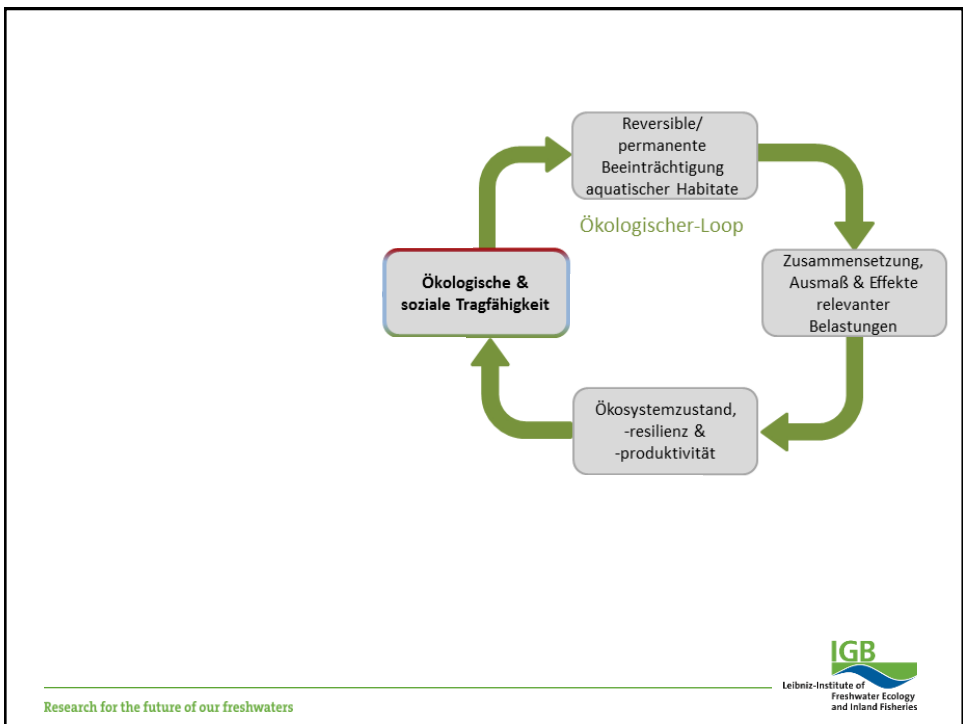 Reversible/
permanente
Beeinträchtigung
aquatischer Habitate
Ökologischer-Loop
Zusammensetzung,
Ausmaß & Effekte
relevanter
Belastungen
Ökologische &
soziale Tragfähigkeit
Ökosystemzustand,
-resilienz &
-produktivität
IGB
Leibniz-Institute of
Freshwater Ecology
and Inland Fisheries
Research for the future of our freshwaters